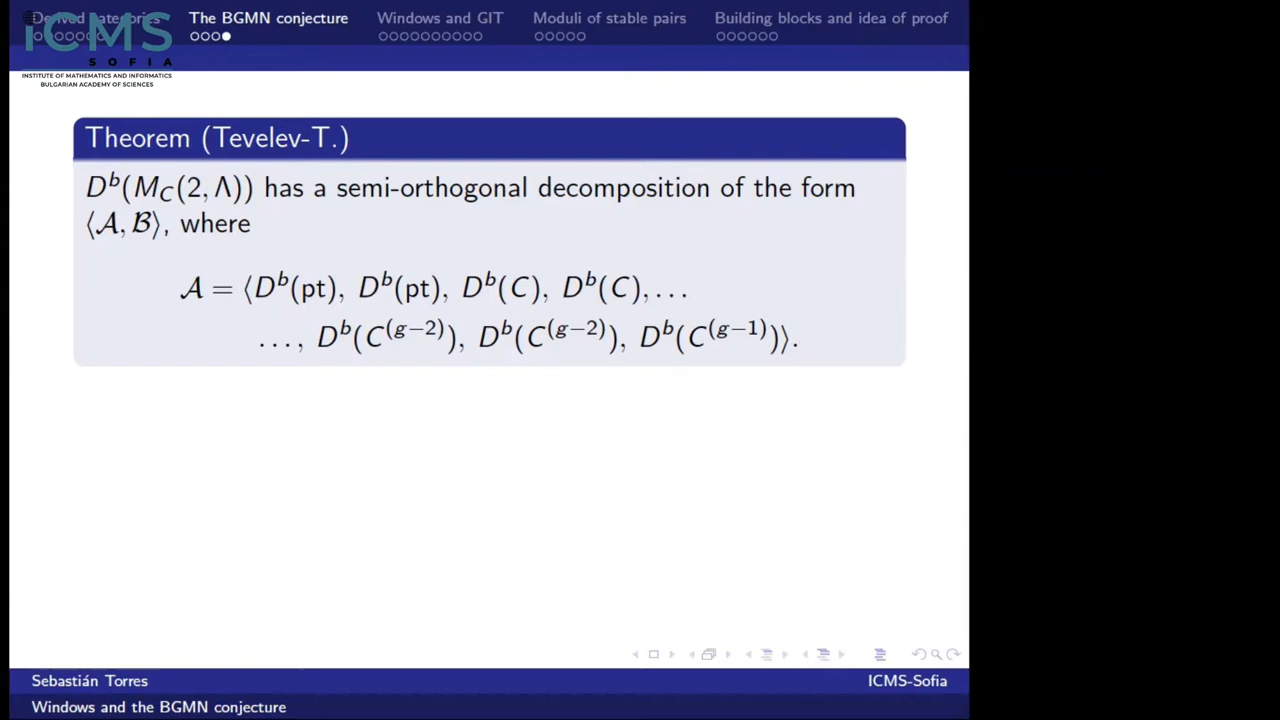 Derived categories The BGMN conjecture Windows and GIT Moduli of stable pairs Building blocks and idea of proof
iCMS
SOFIA
INSTITUTE OF MATHEMATICS AND INFORMATICS
BULGARIAN ACADEMY OF SCIENCES
Theorem (Tevelev-T.)
D^b(M_C(2, Λ)) has a semi-orthogonal decomposition of the form
⟨𝒜, ℬ⟩, where
𝒜 = ⟨D^b(pt), D^b(pt), D^b(C), D^b(C), …
…, D^b(C^(g−2)), D^b(C^(g−2)), D^b(C^(g−1))⟩.
Sebastián Torres ICMS-Sofia
Windows and the BGMN conjecture